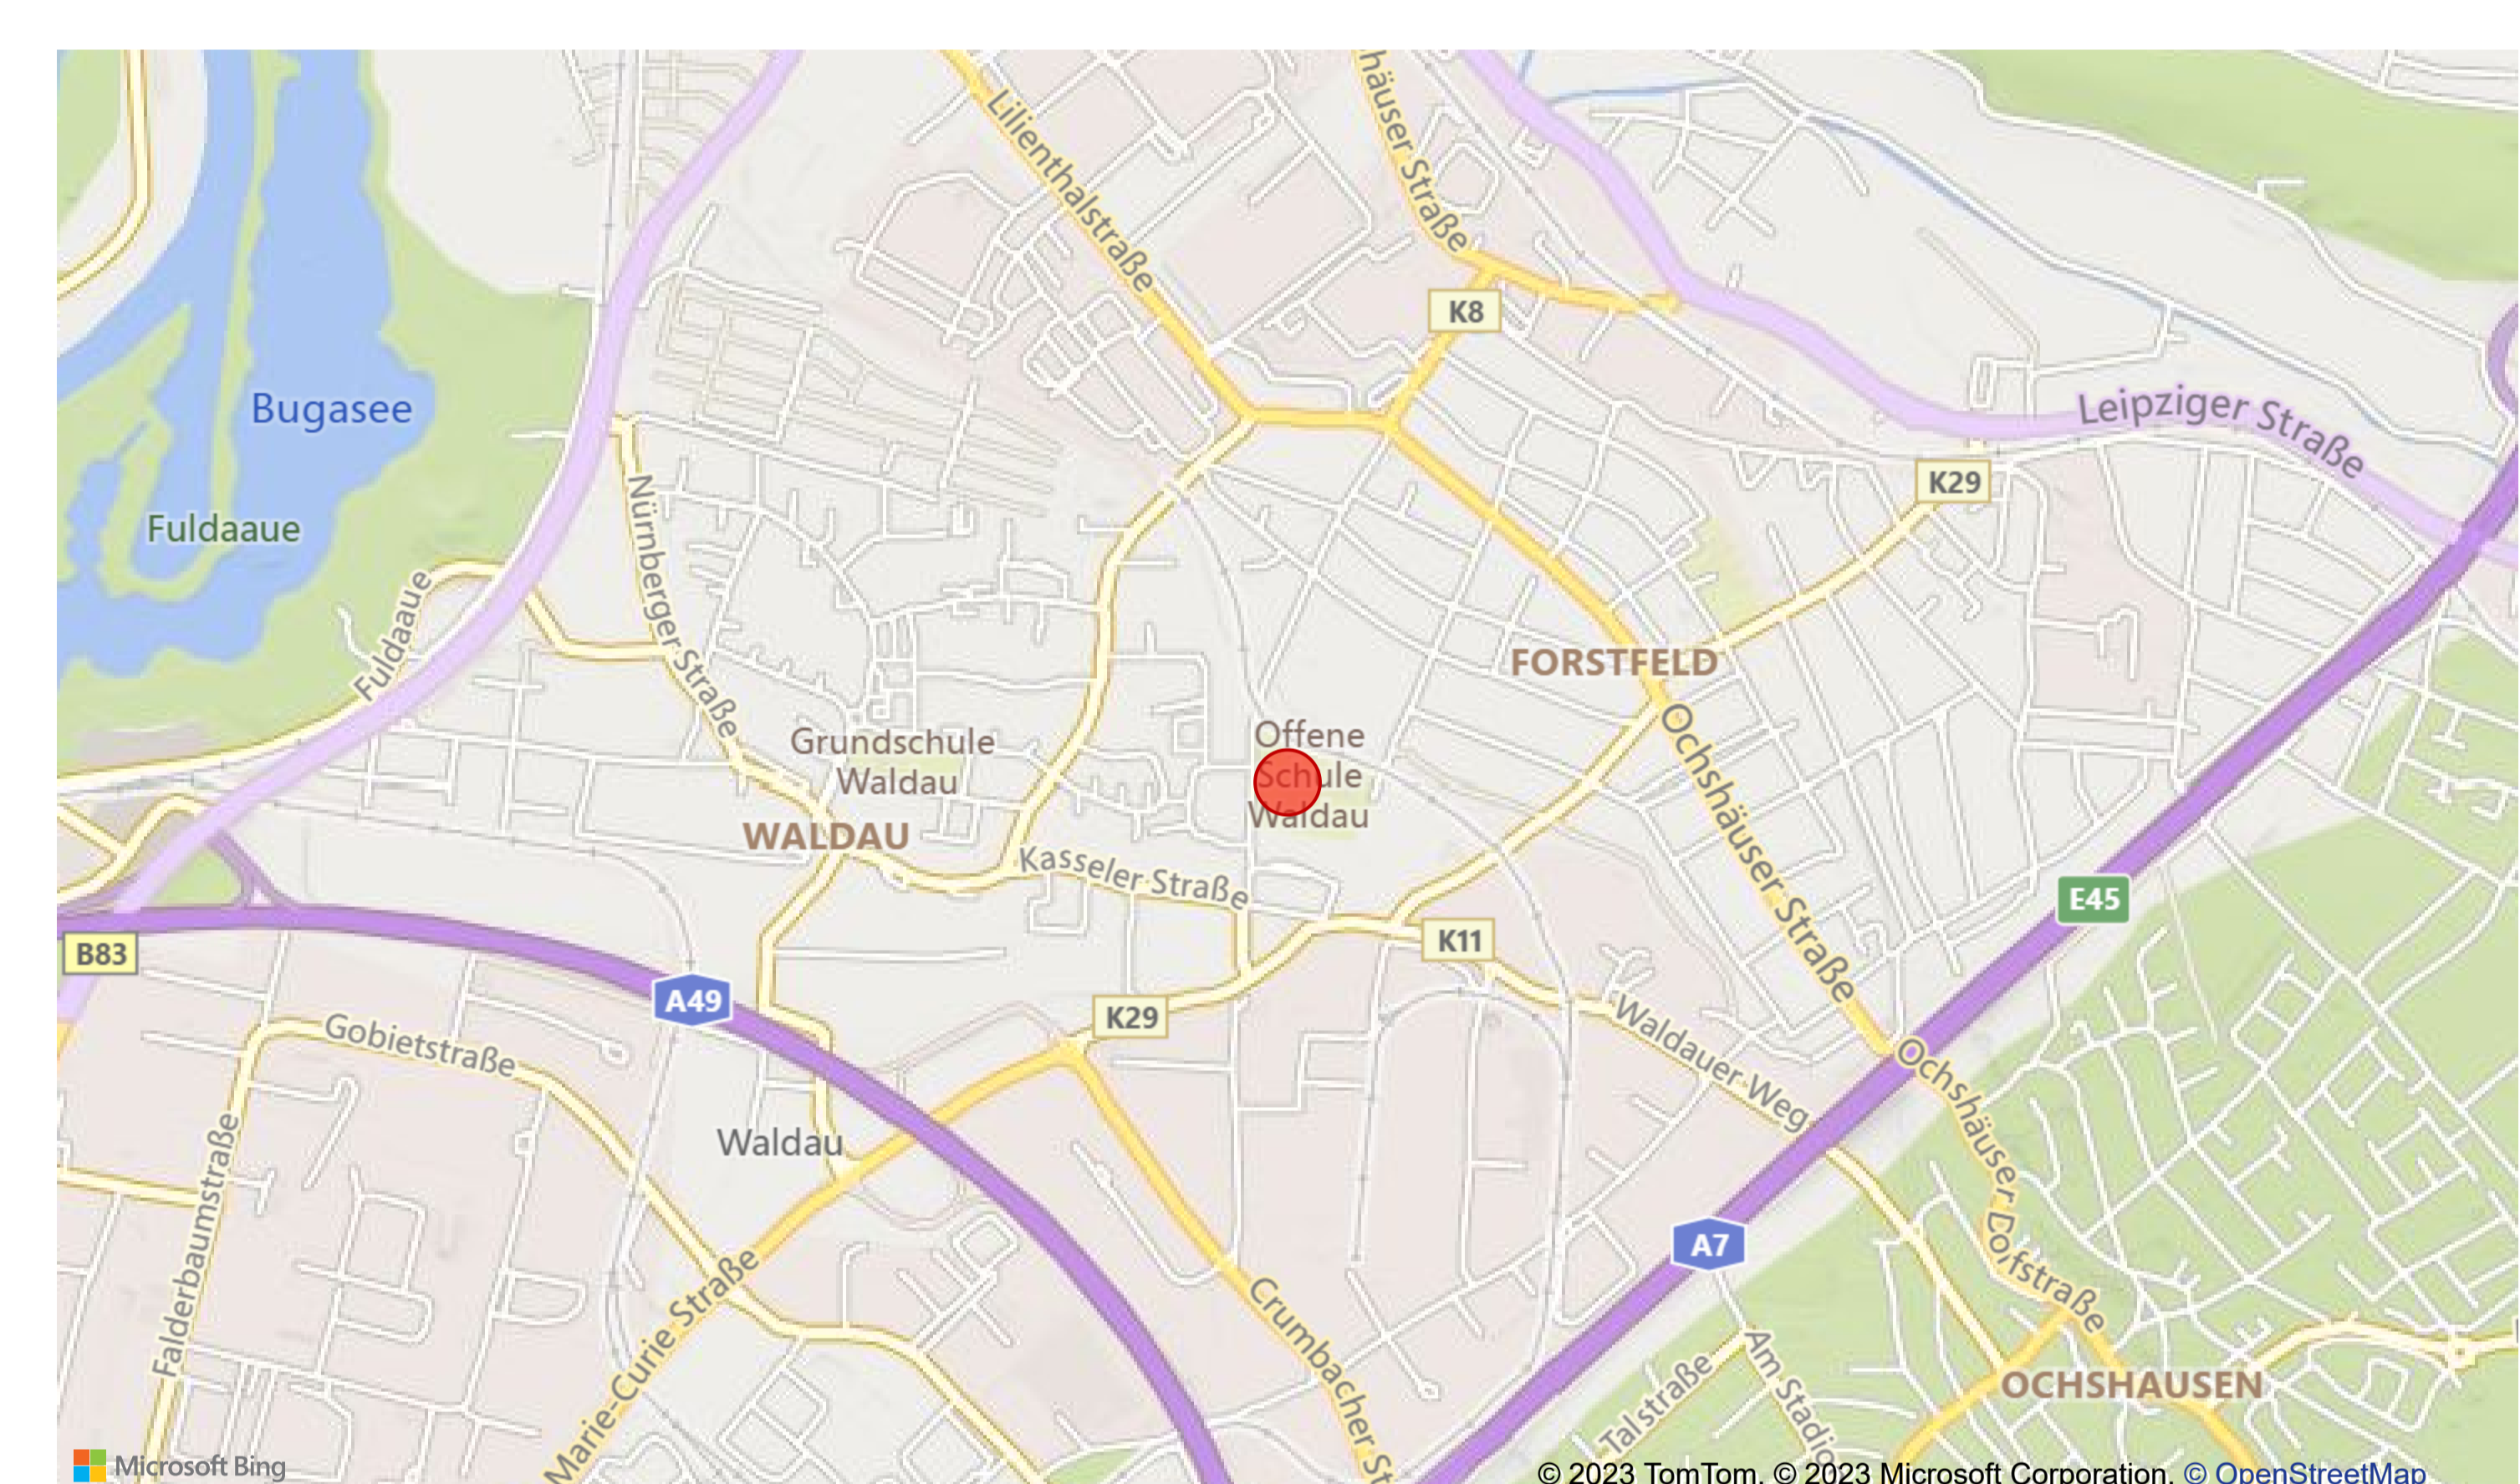 häuser Straße
Lilienthalstraße
K8
Leipziger Straße
Bugasee
K29
Fuldaaue
Nürnberger Straße
Fuldaaue
FORSTFELD
Ochshäuser Straße
Grundschule
Waldau
Offene
Schule
Waldau
WALDAU
Kasseler Straße
E45
B83
K11
A49
K29
Gobietstraße
Waldauer Weg
Ochshäuser Dorfstraße
Waldau
Falderbaumstraße
A7
Marie-Curie Straße
Crumbacher St
Talstraße
Am Stadio
OCHSHAUSEN
Microsoft Bing
© 2023 TomTom, © 2023 Microsoft Corporation, © OpenStreetMap